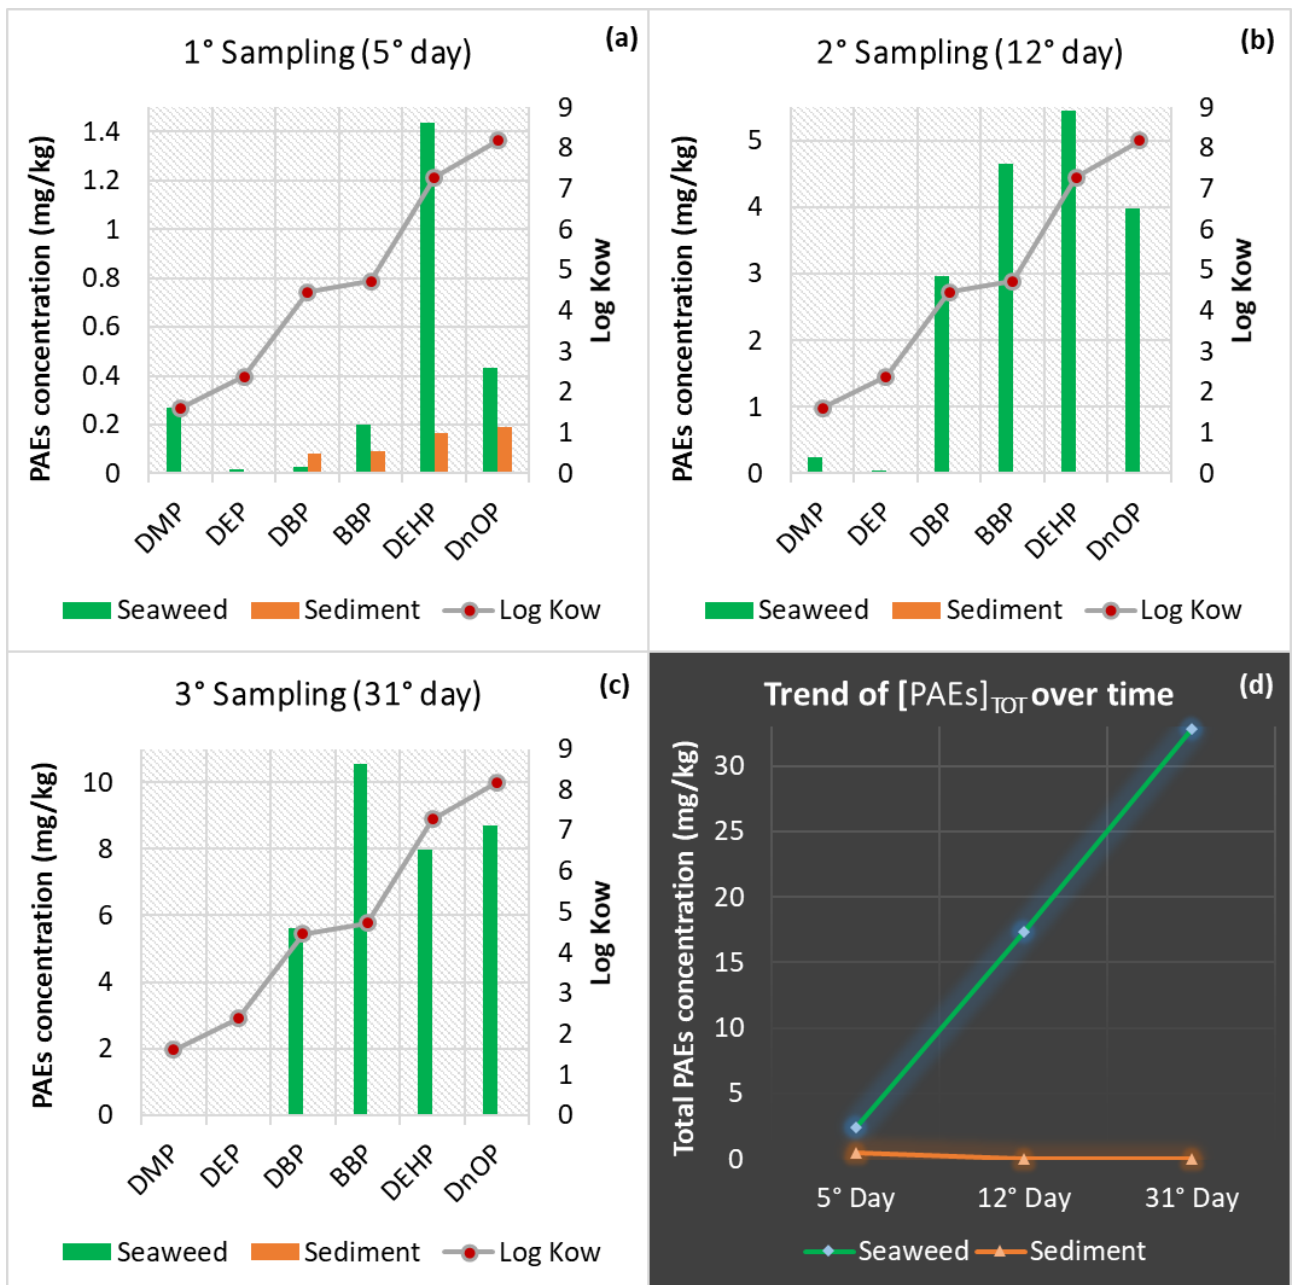 1° Sampling (5° day)
(a)
PAEs concentration (mg/kg)
1.4
1.2
1
0.8
0.6
0.4
0.2
0
9
8
7
6
5
4
3
2
1
0
Log Kow
DMP
DEP
DBP
BBP
DEHP
DnOP
Seaweed
Sediment
Log Kow
2° Sampling (12° day)
(b)
PAEs concentration (mg/kg)
5
4
3
2
1
0
9
8
7
6
5
4
3
2
1
0
Log Kow
DMP
DEP
DBP
BBP
DEHP
DnOP
Seaweed
Sediment
Log Kow
3° Sampling (31° day)
(c)
PAEs concentration (mg/kg)
10
8
6
4
2
0
9
8
7
6
5
4
3
2
1
0
Log Kow
DMP
DEP
DBP
BBP
DEHP
DnOP
Seaweed
Sediment
Log Kow
Trend of [PAEs]TOT over time
(d)
Total PAEs concentration (mg/kg)
30
25
20
15
10
5
0
5° Day
12° Day
31° Day
Seaweed
Sediment